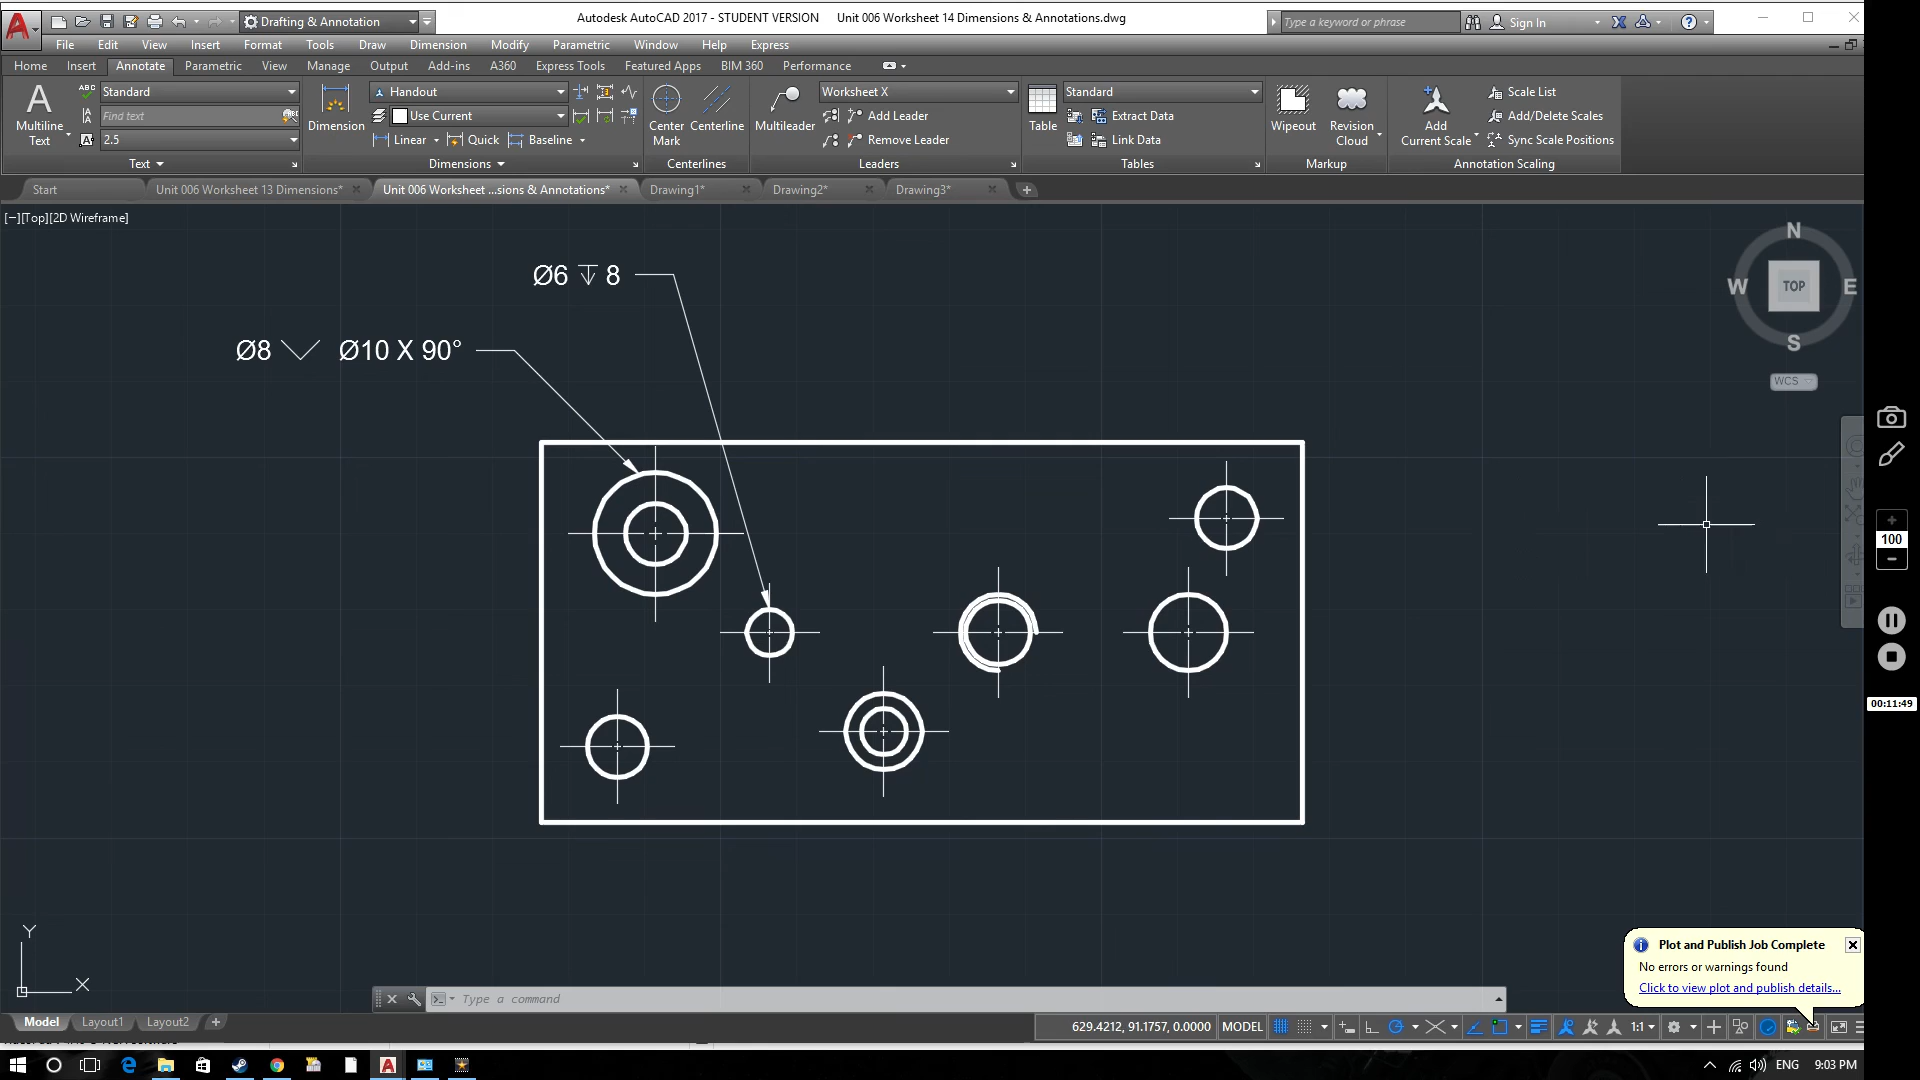 Drafting & Annotation
Autodesk AutoCAD 2017 - STUDENT VERSION Unit 006 Worksheet 14 Dimensions & Annotations.dwg
Type a keyword or phrase
Sign In
File Edit View Insert Format Tools Draw Dimension Modify Parametric Window Help Express
Home Insert Annotate Parametric View Manage Output Add-ins A360 Express Tools Featured Apps BIM 360 Performance
Multiline
Text
ABC
Standard
Find text
2.5
Text
Dimension
Handout
Use Current
Linear Quick Baseline
Dimensions
Center
Mark
Centerline
Centerlines
Multileader
Worksheet X
Add Leader
Remove Leader
Leaders
Table
Standard
Extract Data
Link Data
Tables
Wipeout
Revision
Cloud
Markup
Add
Current Scale
Scale List
Add/Delete Scales
Sync Scale Positions
Annotation Scaling
Start Unit 006 Worksheet 13 Dimensions* Unit 006 Worksheet ...sions & Annotations* Drawing1* Drawing2* Drawing3*
[−][Top][2D Wireframe]
N
W TOP E
S
WCS
Ø6 ↧ 8
Ø8 ⌵ Ø10 X 90°
100
00:11:49
Y
X
Plot and Publish Job Complete
No errors or warnings found
Click to view plot and publish details...
Type a command
Model Layout1 Layout2
629.4212, 91.1757, 0.0000 MODEL 1:1
ENG 9:03 PM